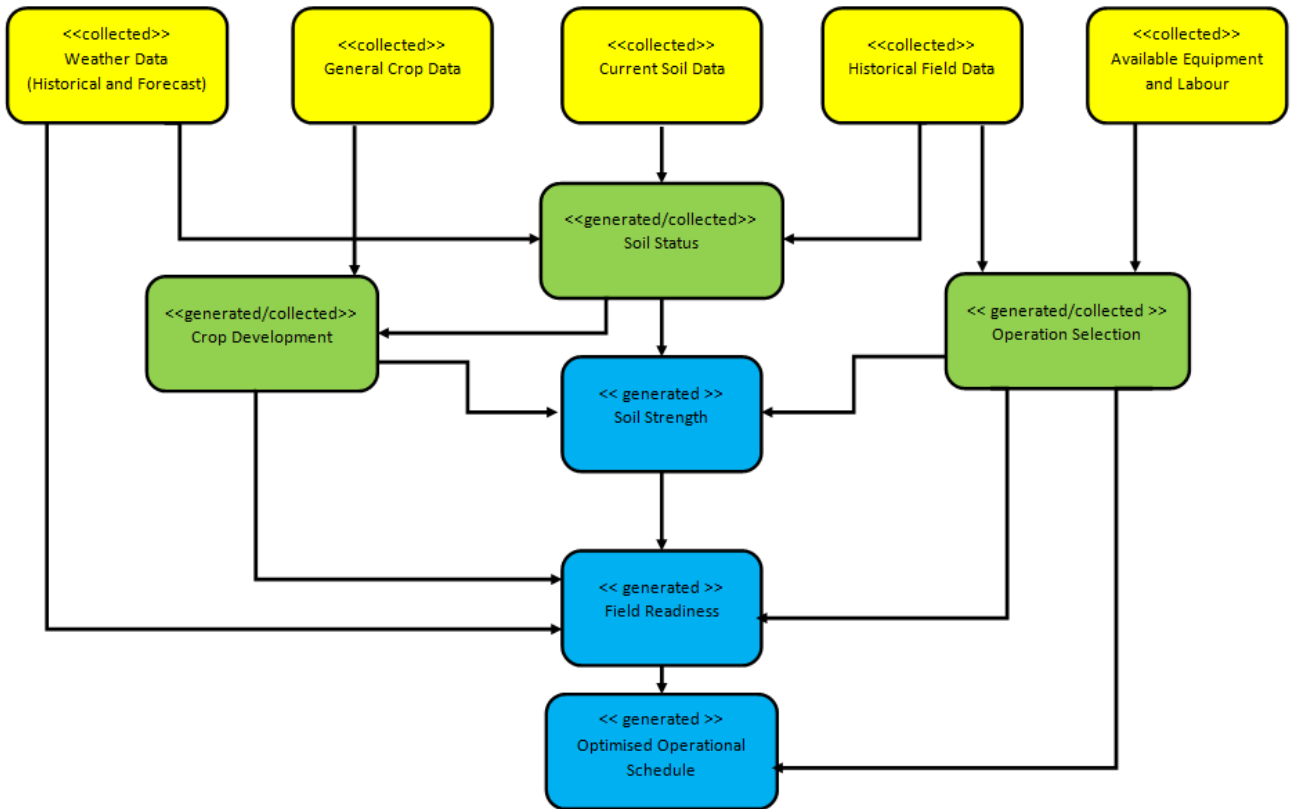 <<collected>>
Weather Data
(Historical and Forecast)
<<collected>>
General Crop Data
<<collected>>
Current Soil Data
<<collected>>
Historical Field Data
<<collected>>
Available Equipment
and Labour
<<generated/collected>>
Soil Status
<<generated/collected>>
Crop Development
<< generated/collected >>
Operation Selection
<< generated >>
Soil Strength
<< generated >>
Field Readiness
<< generated >>
Optimised Operational
Schedule